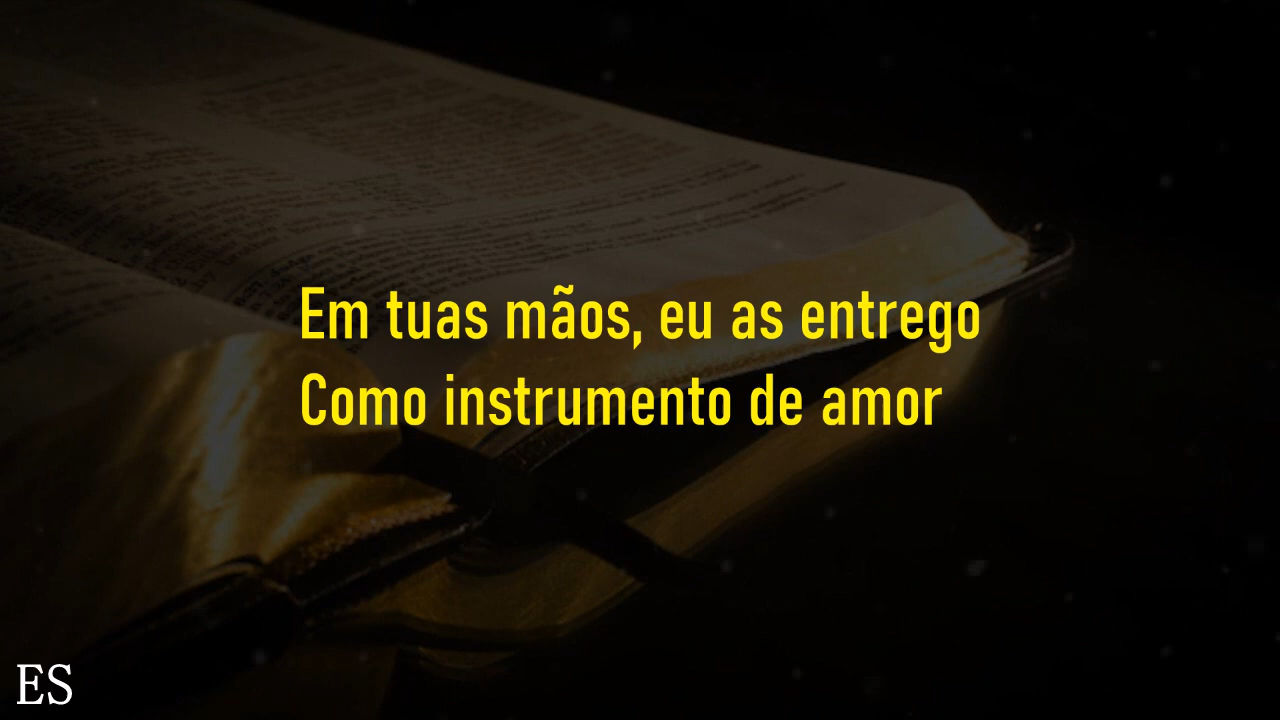 Em tuas mãos, eu as entrego
Como instrumento de amor
ES